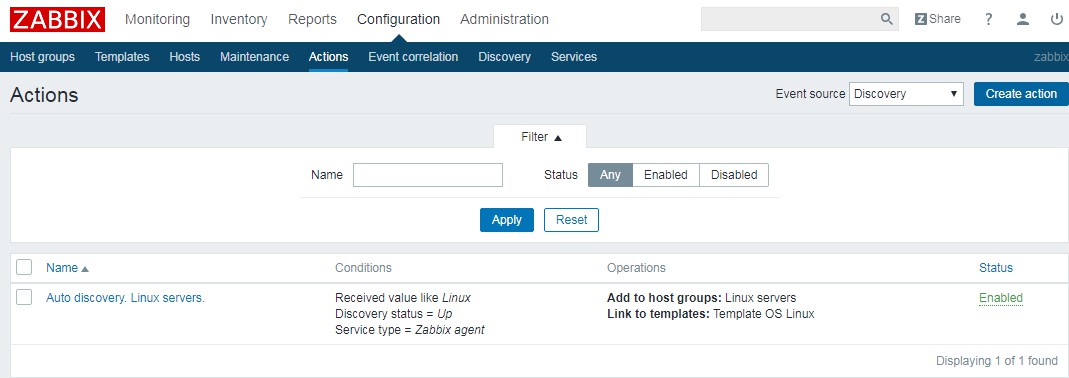 ZABBIX Monitoring Inventory Reports Configuration Administration Z Share ?
Host groups Templates Hosts Maintenance Actions Event correlation Discovery Services zabbix
Actions Event source Discovery Create action
Filter
Name Status Any Enabled Disabled
Apply Reset
Name Conditions Operations Status
Auto discovery. Linux servers. Received value like Linux Add to host groups: Linux servers Enabled
Discovery status = Up Link to templates: Template OS Linux
Service type = Zabbix agent
Displaying 1 of 1 found